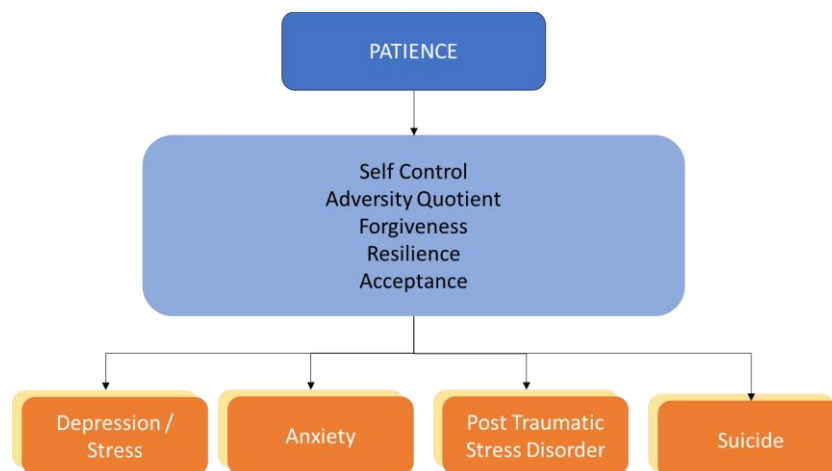 PATIENCE
Self Control
Adversity Quotient
Forgiveness
Resilience
Acceptance
Depression /
Stress
Anxiety
Post Traumatic
Stress Disorder
Suicide